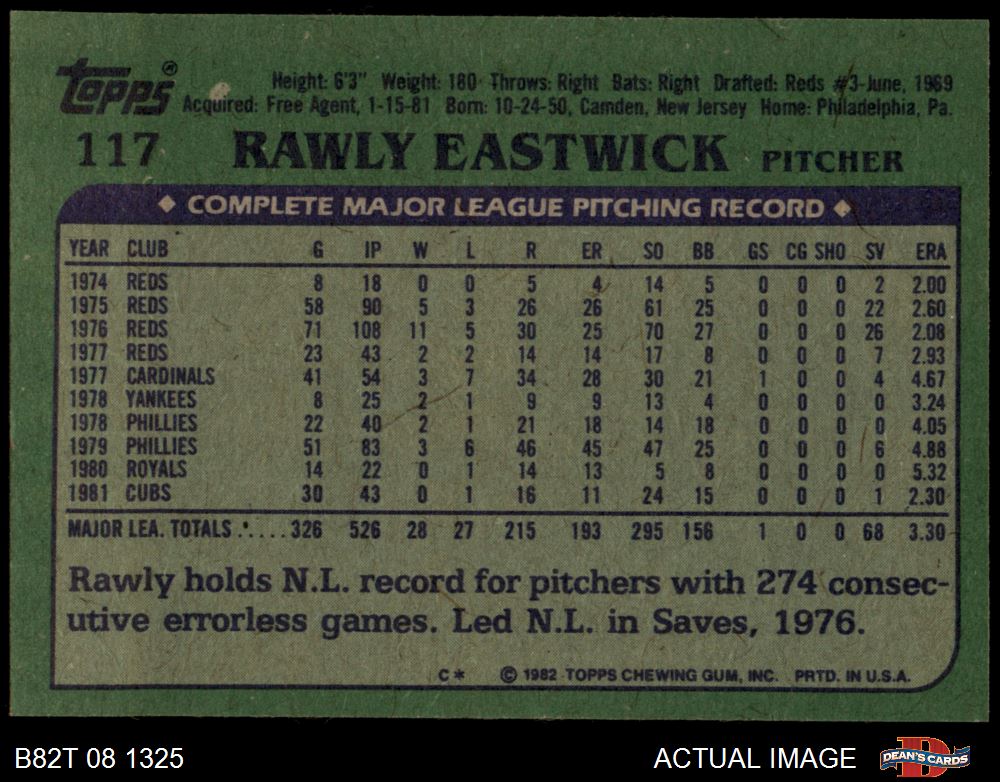 Topps® Height: 6'3" Weight: 180 Throws: Right Bats: Right Drafted: Reds #3-June, 1969
Acquired: Free Agent, 1-15-81 Born: 10-24-50, Camden, New Jersey Home: Philadelphia, Pa.
117 RAWLY EASTWICK PITCHER
◆ COMPLETE MAJOR LEAGUE PITCHING RECORD ◆
YEAR CLUB G IP W L R ER SO BB GS CG SHO SV ERA
1974 REDS 8 18 0 0 5 4 14 5 0 0 0 2 2.00
1975 REDS 58 90 5 3 26 26 61 25 0 0 0 22 2.60
1976 REDS 71 108 11 5 30 25 70 27 0 0 0 26 2.08
1977 REDS 23 43 2 2 14 14 17 8 0 0 0 7 2.93
1977 CARDINALS 41 54 3 7 34 28 30 21 1 0 0 4 4.67
1978 YANKEES 8 25 2 1 9 9 13 4 0 0 0 0 3.24
1978 PHILLIES 22 40 2 1 21 18 14 18 0 0 0 0 4.05
1979 PHILLIES 51 83 3 6 46 45 47 25 0 0 0 6 4.88
1980 ROYALS 14 22 0 1 14 13 5 8 0 0 0 0 5.32
1981 CUBS 30 43 0 1 16 11 24 15 0 0 0 1 2.30
MAJOR LEA. TOTALS ...... 326 526 28 27 215 193 295 156 1 0 0 68 3.30
Rawly holds N.L. record for pitchers with 274 consec-
utive errorless games. Led N.L. in Saves, 1976.
C* © 1982 TOPPS CHEWING GUM, INC. PRTD. IN U.S.A.
B82T 08 1325 ACTUAL IMAGE D DEAN'S CARDS